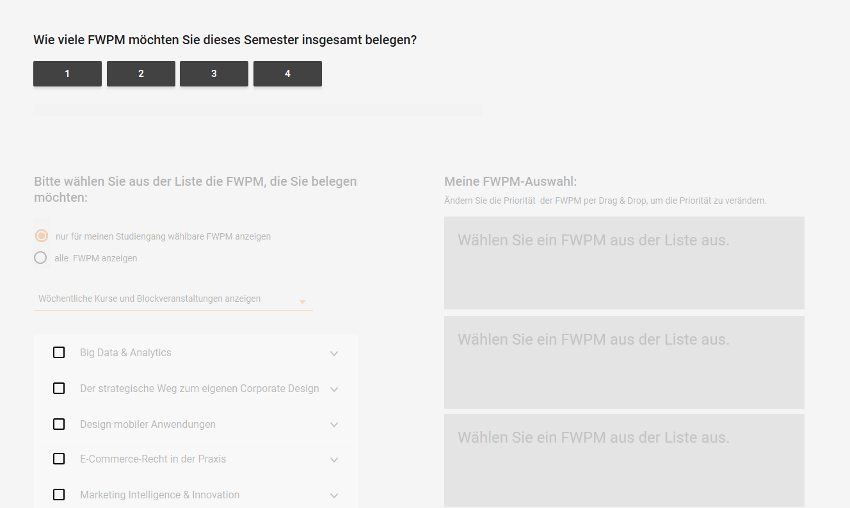 Wie viele FWPM möchten Sie dieses Semester insgesamt belegen?
1 2 3 4
Bitte wählen Sie aus der Liste die FWPM, die Sie belegen
möchten:
nur für meinen Studiengang wählbare FWPM anzeigen
alle FWPM anzeigen
Wöchentliche Kurse und Blockveranstaltungen anzeigen
Big Data & Analytics
Der strategische Weg zum eigenen Corporate Design
Design mobiler Anwendungen
E-Commerce-Recht in der Praxis
Marketing Intelligence & Innovation
Meine FWPM-Auswahl:
Ändern Sie die Priorität der FWPM per Drag & Drop, um die Priorität zu verändern.
Wählen Sie ein FWPM aus der Liste aus.
Wählen Sie ein FWPM aus der Liste aus.
Wählen Sie ein FWPM aus der Liste aus.